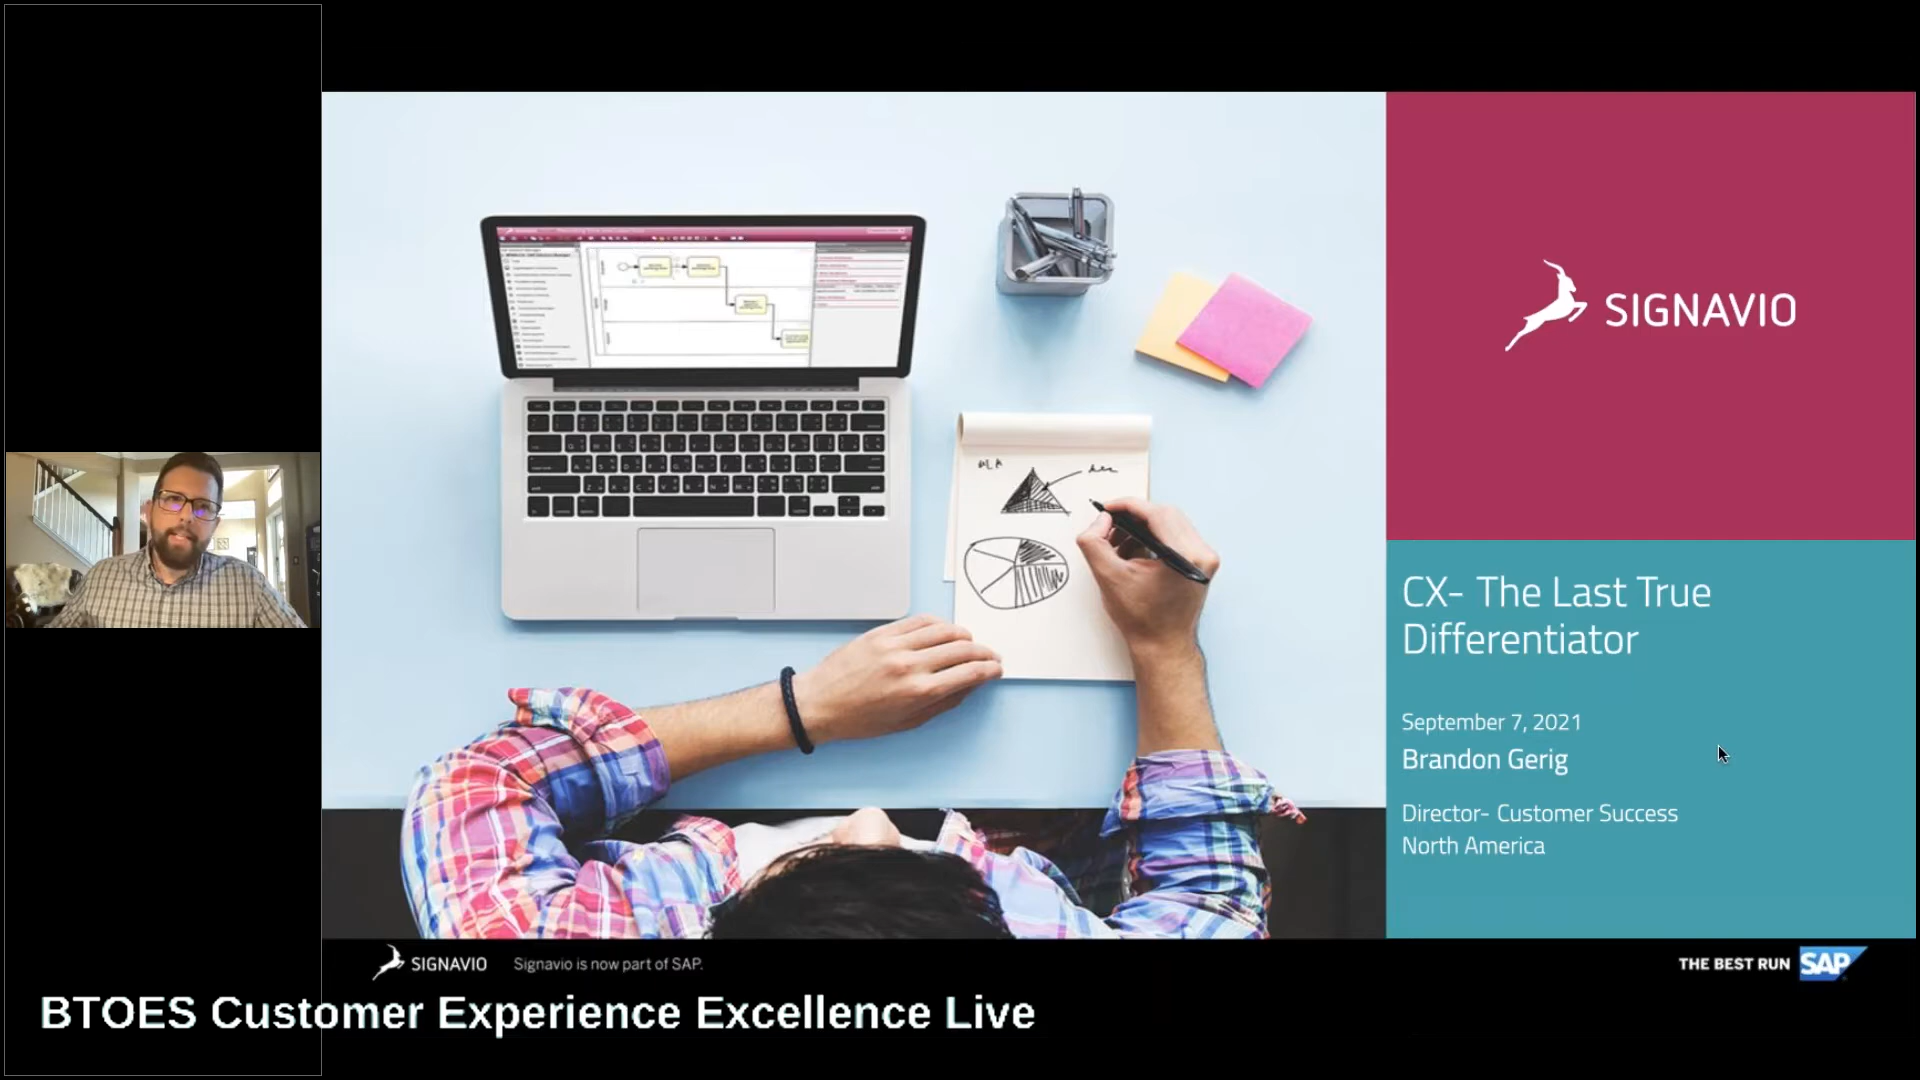 SIGNAVIO
CX- The Last True
Differentiator
September 7, 2021
Brandon Gerig
Director- Customer Success
North America
SIGNAVIO Signavio is now part of SAP.
THE BEST RUN SAP
BTOES Customer Experience Excellence Live